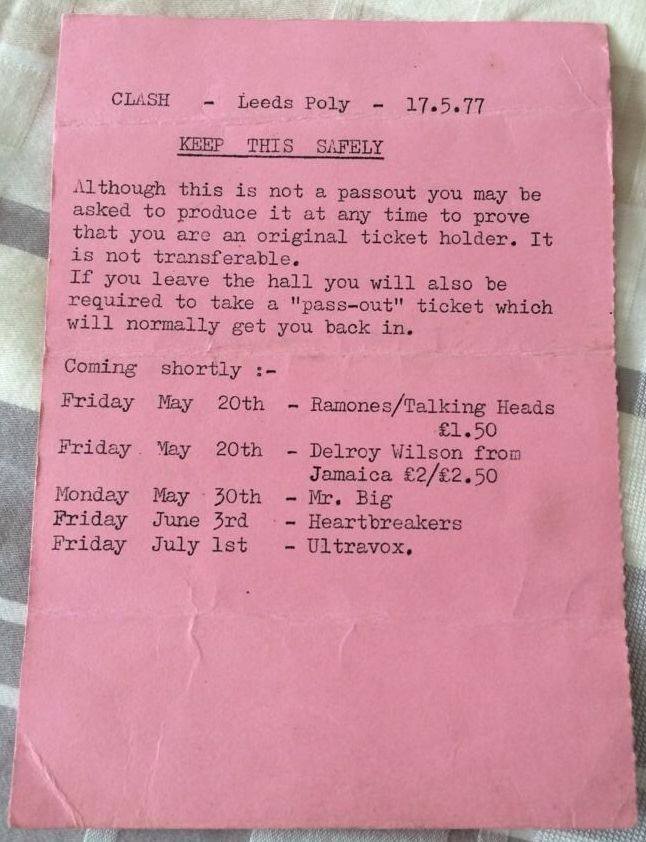 CLASH - Leeds Poly - 17.5.77
KEEP THIS SAFELY
Although this is not a passout you may be
asked to produce it at any time to prove
that you are an original ticket holder. It
is not transferable.
If you leave the hall you will also be
required to take a "pass-out" ticket which
will normally get you back in.
Coming shortly :-
Friday May 20th - Ramones/Talking Heads
£1.50
Friday May 20th - Delroy Wilson from
Jamaica £2/£2.50
Monday May 30th - Mr. Big
Friday June 3rd - Heartbreakers
Friday July 1st - Ultravox.